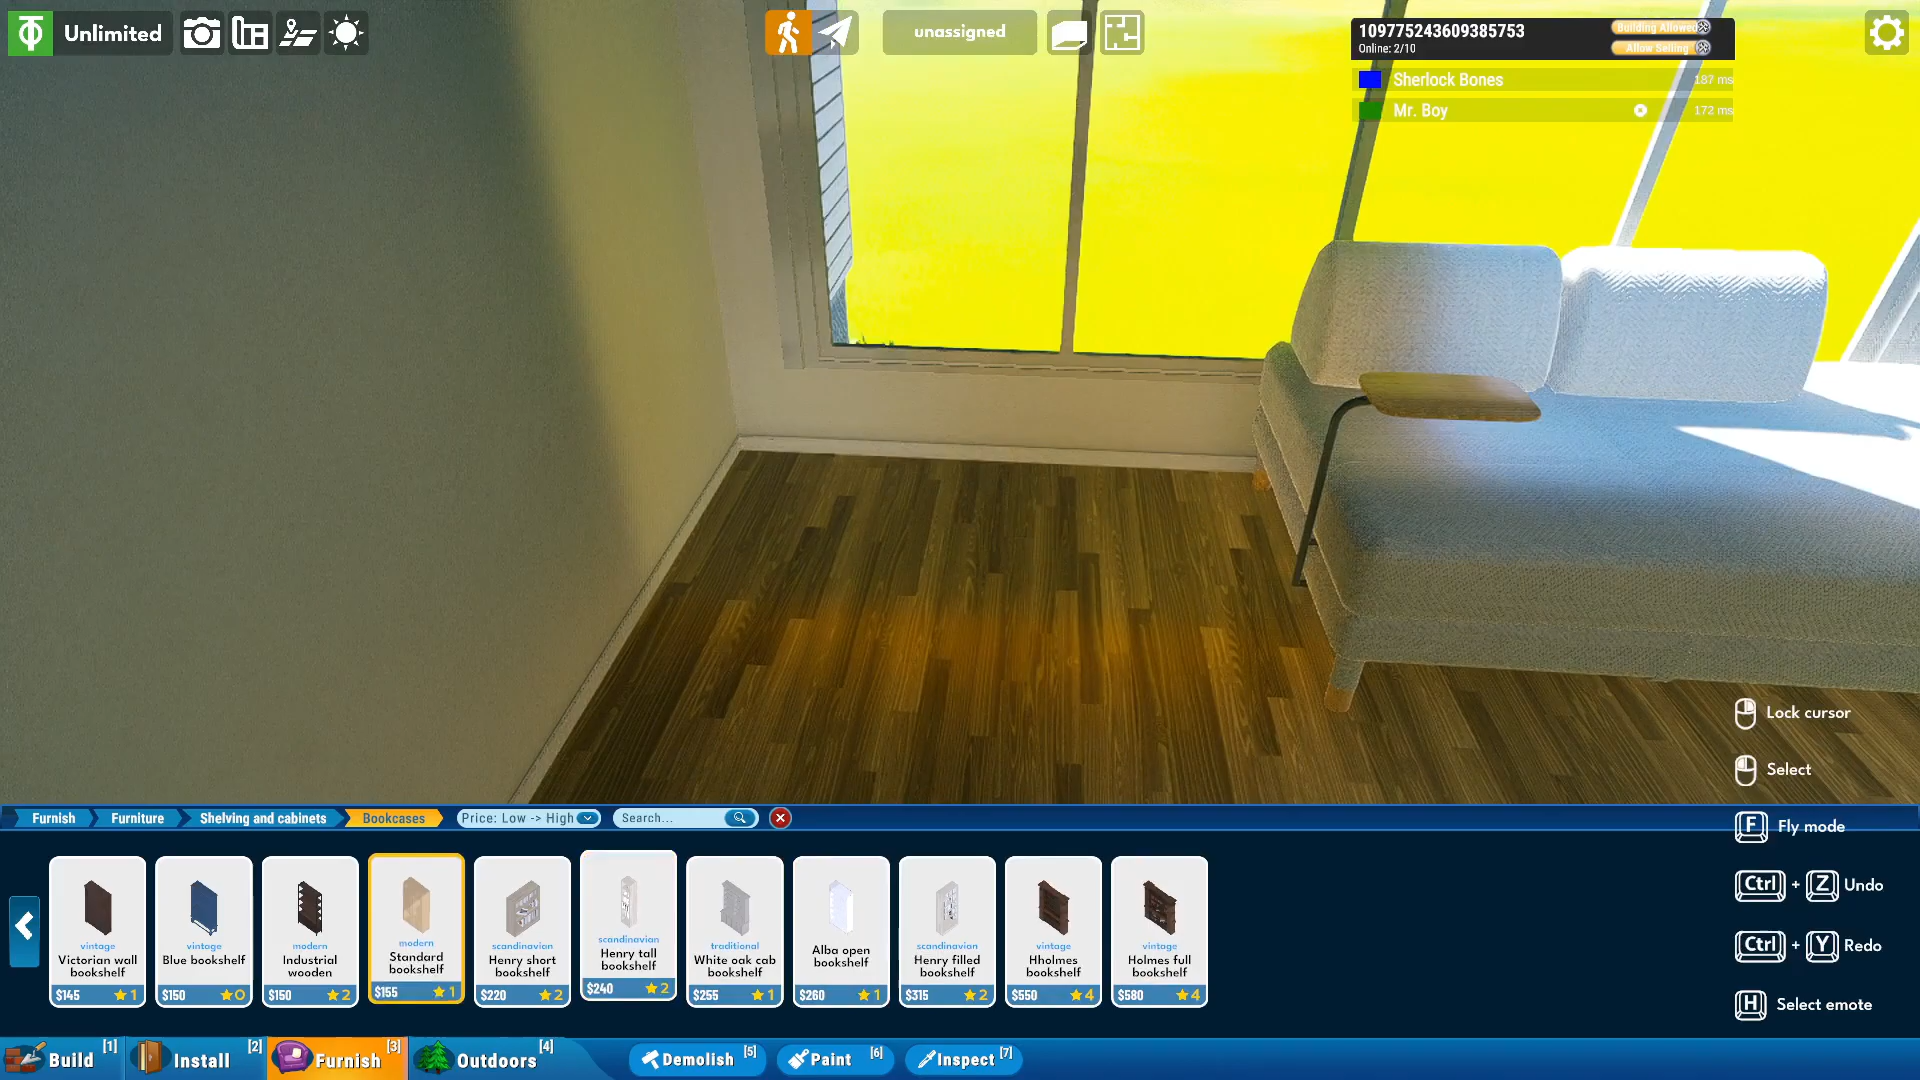 Unlimited
unassigned
109775243609385753
Building Allowed
Online: 2/10
Allow Selling
Sherlock Bones 187 ms
Mr. Boy 172 ms
Lock cursor
Select
F Fly mode
Ctrl + Z Undo
Ctrl + Y Redo
H Select emote
Furnish Furniture Shelving and cabinets Bookcases Price: Low -> High Search...
vintage
Victorian wall
bookshelf
$145 1
vintage
Blue bookshelf
$150 0
modern
Industrial
wooden
$150 2
modern
Standard
bookshelf
$155 1
scandinavian
Henry short
bookshelf
$220 2
scandinavian
Henry tall
bookshelf
$240 2
traditional
White oak cab
bookshelf
$255 1
Alba open
bookshelf
$260 1
scandinavian
Henry filled
bookshelf
$315 2
vintage
Hholmes
bookshelf
$550 4
vintage
Holmes full
bookshelf
$580 4
Build [1] Install [2] Furnish [3] Outdoors [4] Demolish [5] Paint [6] Inspect [7]